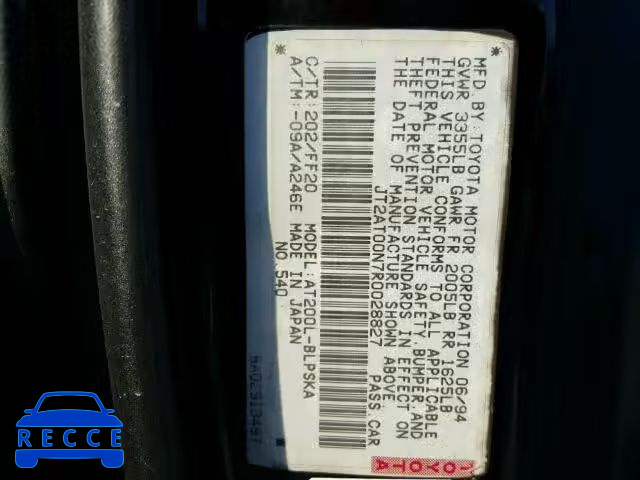 MFD.BY:TOYOTA MOTOR CORPORATION 06/94
GVWR 3355LB GAWR FR 2005LB RR 1625LB
THIS VEHICLE CONFORMS TO ALL APPLICABLE
FEDERAL MOTOR VEHICLE SAFETY,BUMPER,AND
THEFT PREVENTION STANDARDS IN EFFECT ON
THE DATE OF MANUFACTURE SHOWN ABOVE.
JT2AT00N7R0028827 PASS.CAR
* *
C/TR:202/FF20 MODEL:AT200L-BLPSKA
A/TM:-09A/A246E MADE IN JAPAN
NO.540
TOYOTA
RECCE